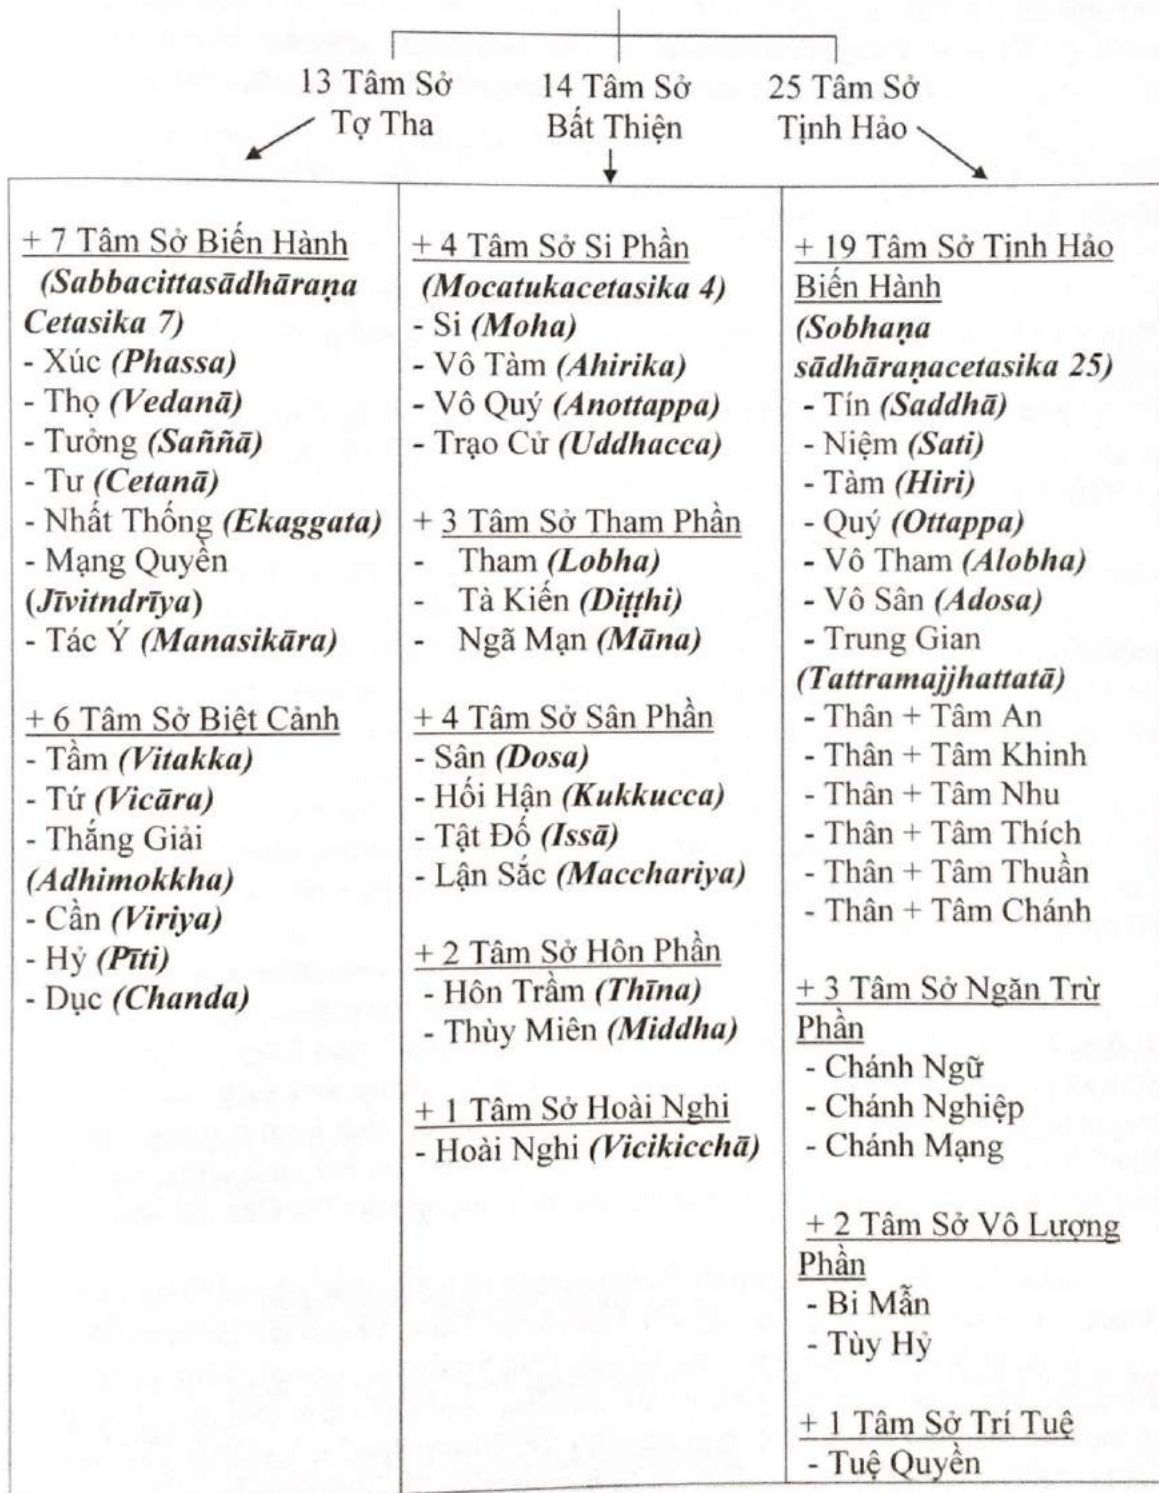 13 Tâm Sở
Tợ Tha
14 Tâm Sở
Bất Thiện
25 Tâm Sở
Tịnh Hảo
+ 7 Tâm Sở Biến Hành
(Sabbacittasādhāraṇa
Cetasika 7)
- Xúc (Phassa)
- Thọ (Vedanā)
- Tưởng (Saññā)
- Tư (Cetanā)
- Nhất Thống (Ekaggata)
- Mạng Quyền
(Jīvitndrīya)
- Tác Ý (Manasikāra)
+ 6 Tâm Sở Biệt Cảnh
- Tầm (Vitakka)
- Tứ (Vicāra)
- Thắng Giải
(Adhimokkha)
- Cần (Viriya)
- Hỷ (Pīti)
- Dục (Chanda)
+ 4 Tâm Sở Si Phần
(Mocatukacetasika 4)
- Si (Moha)
- Vô Tàm (Ahirika)
- Vô Quý (Anottappa)
- Trạo Cử (Uddhacca)
+ 3 Tâm Sở Tham Phần
- Tham (Lobha)
- Tà Kiến (Diṭṭhi)
- Ngã Mạn (Māna)
+ 4 Tâm Sở Sân Phần
- Sân (Dosa)
- Hối Hận (Kukkucca)
- Tật Đố (Issā)
- Lận Sắc (Macchariya)
+ 2 Tâm Sở Hôn Phần
- Hôn Trầm (Thīna)
- Thùy Miên (Middha)
+ 1 Tâm Sở Hoài Nghi
- Hoài Nghi (Vicikicchā)
+ 19 Tâm Sở Tịnh Hảo
Biến Hành
(Sobhaṇa
sādhāraṇacetasika 25)
- Tín (Saddhā)
- Niệm (Sati)
- Tàm (Hiri)
- Quý (Ottappa)
- Vô Tham (Alobha)
- Vô Sân (Adosa)
- Trung Gian
(Tattramajjhattatā)
- Thân + Tâm An
- Thân + Tâm Khinh
- Thân + Tâm Nhu
- Thân + Tâm Thích
- Thân + Tâm Thuần
- Thân + Tâm Chánh
+ 3 Tâm Sở Ngăn Trừ
Phần
- Chánh Ngữ
- Chánh Nghiệp
- Chánh Mạng
+ 2 Tâm Sở Vô Lượng
Phần
- Bi Mẫn
- Tùy Hỷ
+ 1 Tâm Sở Trí Tuệ
- Tuệ Quyền